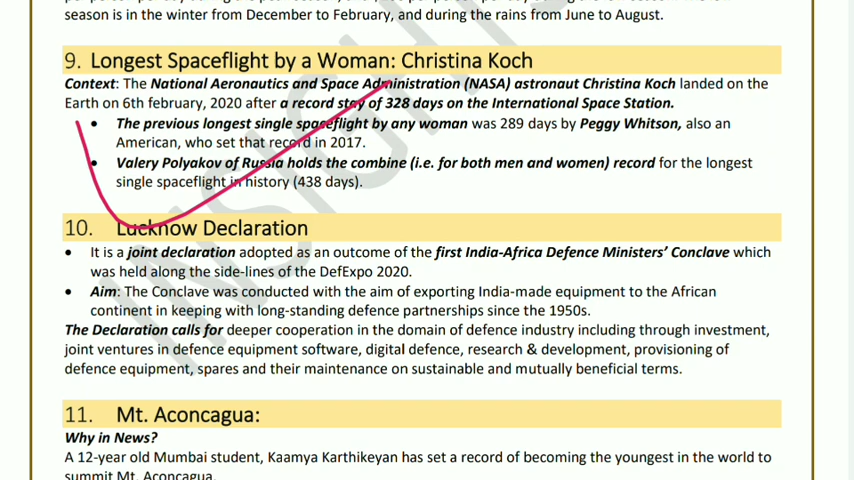 season is in the winter from December to February, and during the rains from June to August.
9. Longest Spaceflight by a Woman: Christina Koch
Context: The National Aeronautics and Space Administration (NASA) astronaut Christina Koch landed on the
Earth on 6th february, 2020 after a record stay of 328 days on the International Space Station.
• The previous longest single spaceflight by any woman was 289 days by Peggy Whitson, also an
American, who set that record in 2017.
• Valery Polyakov of Russia holds the combine (i.e. for both men and women) record for the longest
single spaceflight in history (438 days).
10. Lucknow Declaration
• It is a joint declaration adopted as an outcome of the first India-Africa Defence Ministers’ Conclave which
was held along the side-lines of the DefExpo 2020.
• Aim: The Conclave was conducted with the aim of exporting India-made equipment to the African
continent in keeping with long-standing defence partnerships since the 1950s.
The Declaration calls for deeper cooperation in the domain of defence industry including through investment,
joint ventures in defence equipment software, digital defence, research & development, provisioning of
defence equipment, spares and their maintenance on sustainable and mutually beneficial terms.
11. Mt. Aconcagua:
Why in News?
A 12-year old Mumbai student, Kaamya Karthikeyan has set a record of becoming the youngest in the world to
summit Mt. Aconcagua.